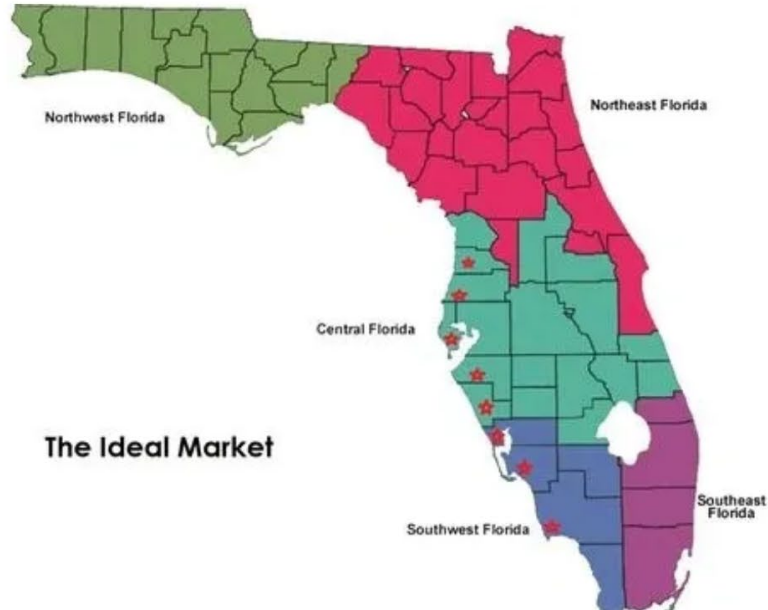 Northwest Florida
Northeast Florida
Central Florida
The Ideal Market
Southeast
Florida
Southwest Florida